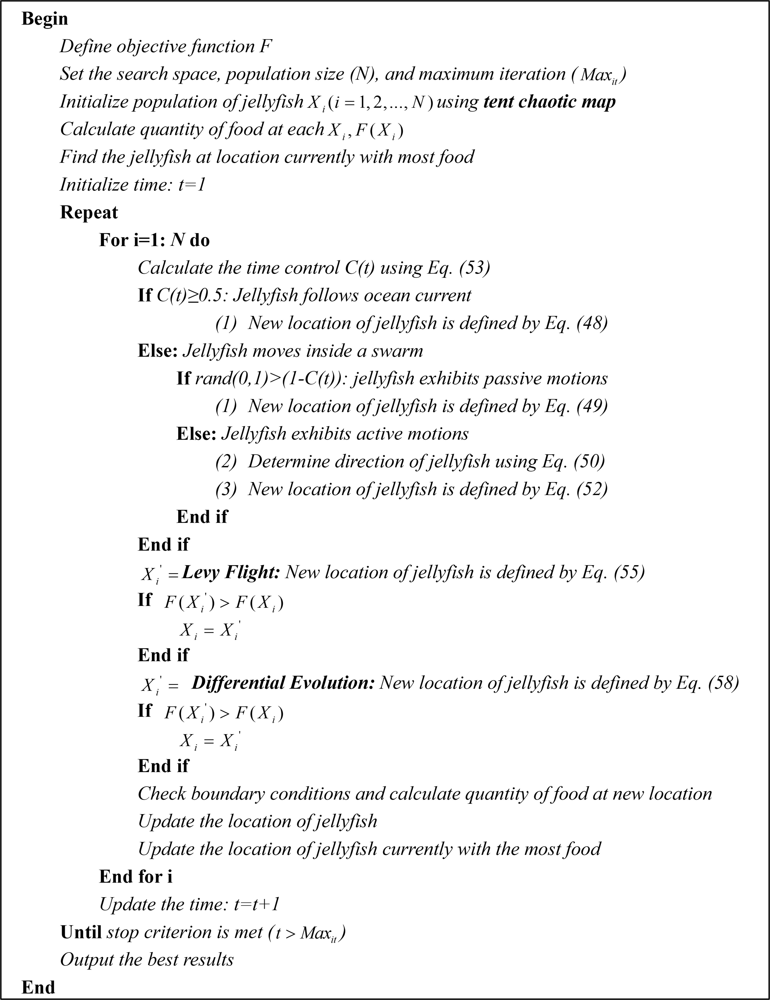 Begin
Define objective function F
Set the search space, population size (N), and maximum iteration ( Max_it )
Initialize population of jellyfish X_i (i = 1, 2, ..., N ) using tent chaotic map
Calculate quantity of food at each X_i , F ( X_i )
Find the jellyfish at location currently with most food
Initialize time: t=1
Repeat
For i=1: N do
Calculate the time control C(t) using Eq. (53)
If C(t)≥0.5: Jellyfish follows ocean current
(1) New location of jellyfish is defined by Eq. (48)
Else: Jellyfish moves inside a swarm
If rand(0,1)>(1-C(t)): jellyfish exhibits passive motions
(1) New location of jellyfish is defined by Eq. (49)
Else: Jellyfish exhibits active motions
(2) Determine direction of jellyfish using Eq. (50)
(3) New location of jellyfish is defined by Eq. (52)
End if
End if
X_i' = Levy Flight: New location of jellyfish is defined by Eq. (55)
If F ( X_i' ) > F ( X_i )
X_i = X_i'
End if
X_i' = Differential Evolution: New location of jellyfish is defined by Eq. (58)
If F ( X_i' ) > F ( X_i )
X_i = X_i'
End if
Check boundary conditions and calculate quantity of food at new location
Update the location of jellyfish
Update the location of jellyfish currently with the most food
End for i
Update the time: t=t+1
Until stop criterion is met ( t > Max_it )
Output the best results
End